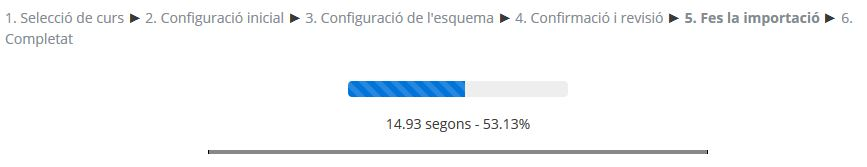 1. Selecció de curs ► 2. Configuració inicial ► 3. Configuració de l'esquema ► 4. Confirmació i revisió ► 5. Fes la importació ► 6.
Completat
14.93 segons - 53.13%